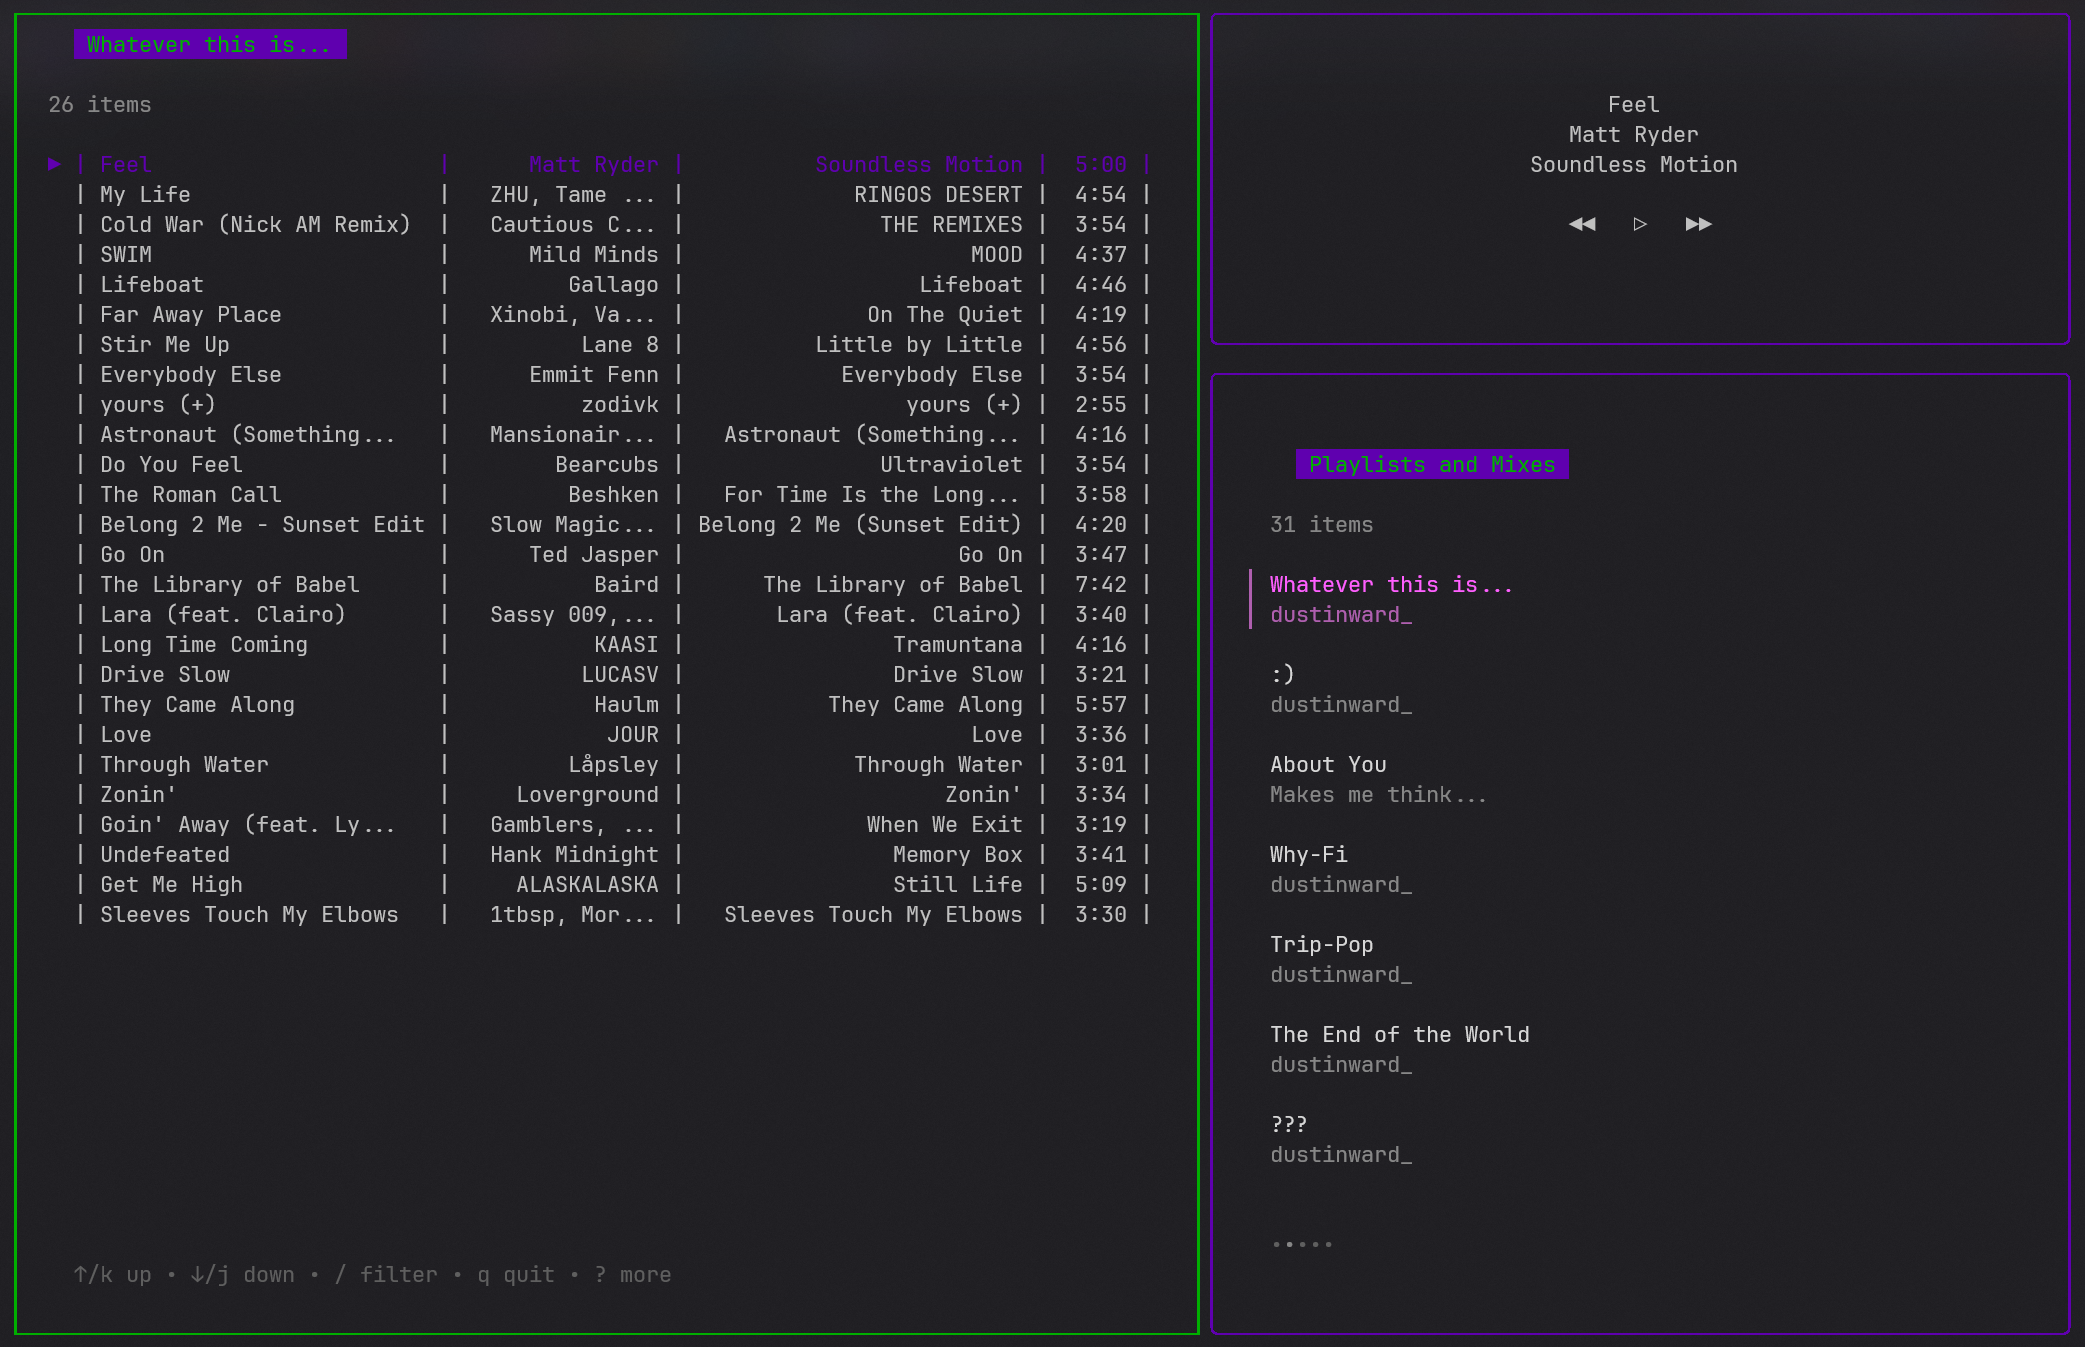 Whatever this is...
26 items
▶ | Feel | Matt Ryder | Soundless Motion | 5:00 |
| My Life | ZHU, Tame ... | RINGOS DESERT | 4:54 |
| Cold War (Nick AM Remix) | Cautious C... | THE REMIXES | 3:54 |
| SWIM | Mild Minds | MOOD | 4:37 |
| Lifeboat | Gallago | Lifeboat | 4:46 |
| Far Away Place | Xinobi, Va... | On The Quiet | 4:19 |
| Stir Me Up | Lane 8 | Little by Little | 4:56 |
| Everybody Else | Emmit Fenn | Everybody Else | 3:54 |
| yours (+) | zodivk | yours (+) | 2:55 |
| Astronaut (Something... | Mansionair... | Astronaut (Something... | 4:16 |
| Do You Feel | Bearcubs | Ultraviolet | 3:54 |
| The Roman Call | Beshken | For Time Is the Long... | 3:58 |
| Belong 2 Me - Sunset Edit | Slow Magic... | Belong 2 Me (Sunset Edit) | 4:20 |
| Go On | Ted Jasper | Go On | 3:47 |
| The Library of Babel | Baird | The Library of Babel | 7:42 |
| Lara (feat. Clairo) | Sassy 009,... | Lara (feat. Clairo) | 3:40 |
| Long Time Coming | KAASI | Tramuntana | 4:16 |
| Drive Slow | LUCASV | Drive Slow | 3:21 |
| They Came Along | Haulm | They Came Along | 5:57 |
| Love | JOUR | Love | 3:36 |
| Through Water | Låpsley | Through Water | 3:01 |
| Zonin' | Loverground | Zonin' | 3:34 |
| Goin' Away (feat. Ly... | Gamblers, ... | When We Exit | 3:19 |
| Undefeated | Hank Midnight | Memory Box | 3:41 |
| Get Me High | ALASKALASKA | Still Life | 5:09 |
| Sleeves Touch My Elbows | 1tbsp, Mor... | Sleeves Touch My Elbows | 3:30 |
↑/k up • ↓/j down • / filter • q quit • ? more
Feel
Matt Ryder
Soundless Motion
Playlists and Mixes
31 items
Whatever this is...
dustinward_
:)
dustinward_
About You
Makes me think...
Why-Fi
dustinward_
Trip-Pop
dustinward_
The End of the World
dustinward_
???
dustinward_